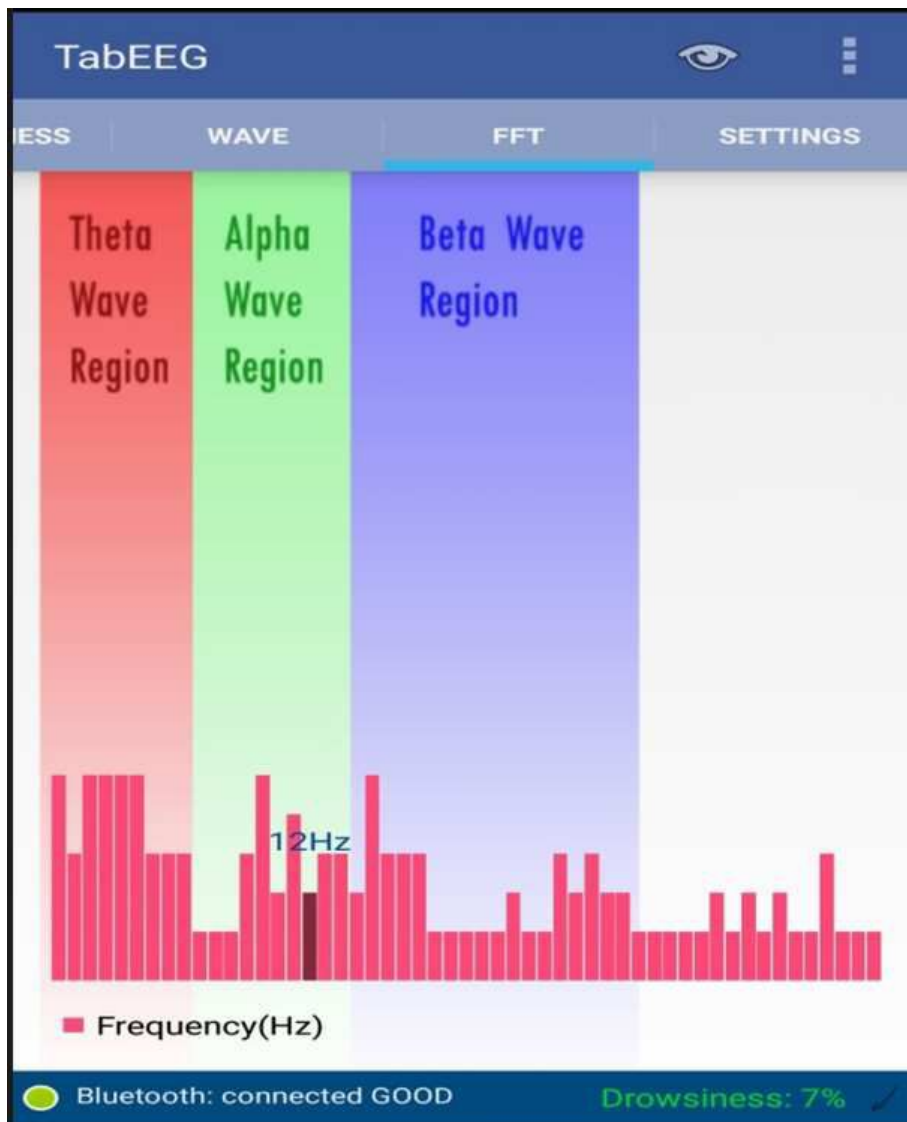 TabEEG
NESS WAVE FFT SETTINGS
Theta
Wave
Region
Alpha
Wave
Region
Beta Wave
Region
12Hz
Frequency(Hz)
Bluetooth: connected GOOD Drowsiness: 7%